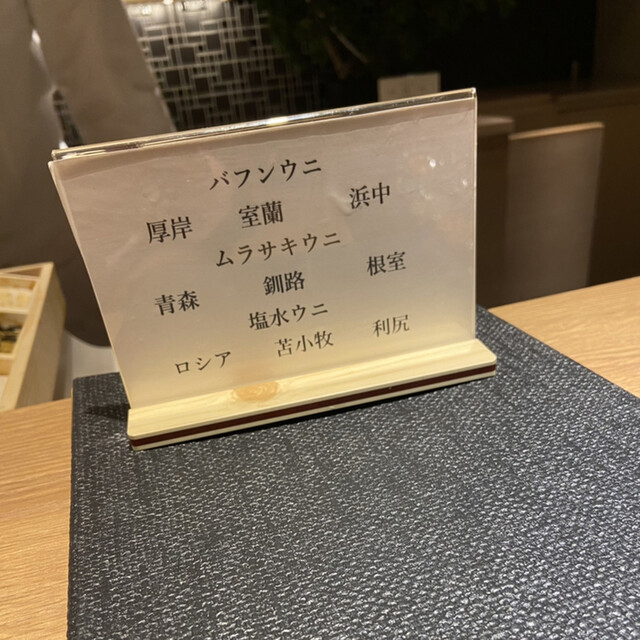 バフンウニ
厚岸 室蘭 浜中
ムラサキウニ
青森 釧路 根室
塩水ウニ
ロシア 苫小牧 利尻